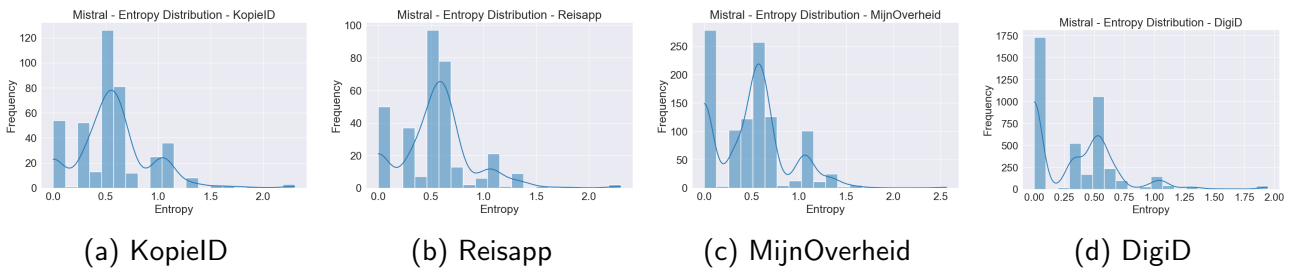 Mistral - Entropy Distribution - KopieID
120
100
80
60
40
20
0
Frequency
0.0 0.5 1.0 1.5 2.0
Entropy
(a) KopieID
Mistral - Entropy Distribution - Reisapp
100
80
60
40
20
0
Frequency
0.0 0.5 1.0 1.5 2.0
Entropy
(b) Reisapp
Mistral - Entropy Distribution - MijnOverheid
250
200
150
100
50
0
Frequency
0.0 0.5 1.0 1.5 2.0 2.5
Entropy
(c) MijnOverheid
Mistral - Entropy Distribution - DigiD
1750
1500
1250
1000
750
500
250
0
Frequency
0.00 0.25 0.50 0.75 1.00 1.25 1.50 1.75 2.00
Entropy
(d) DigiD